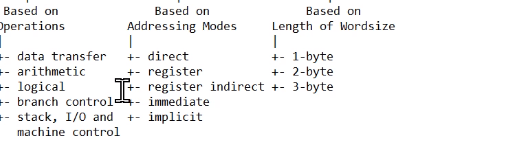 Based on            Based on              Based on
Operations      Addressing Modes    Length of Wordsize
|                  |                     |
+- data transfer   +- direct             +- 1-byte
+- arithmetic      +- register           +- 2-byte
+- logical         +- register indirect  +- 3-byte
+- branch control  +- immediate
+- stack, I/O and  +- implicit
machine control